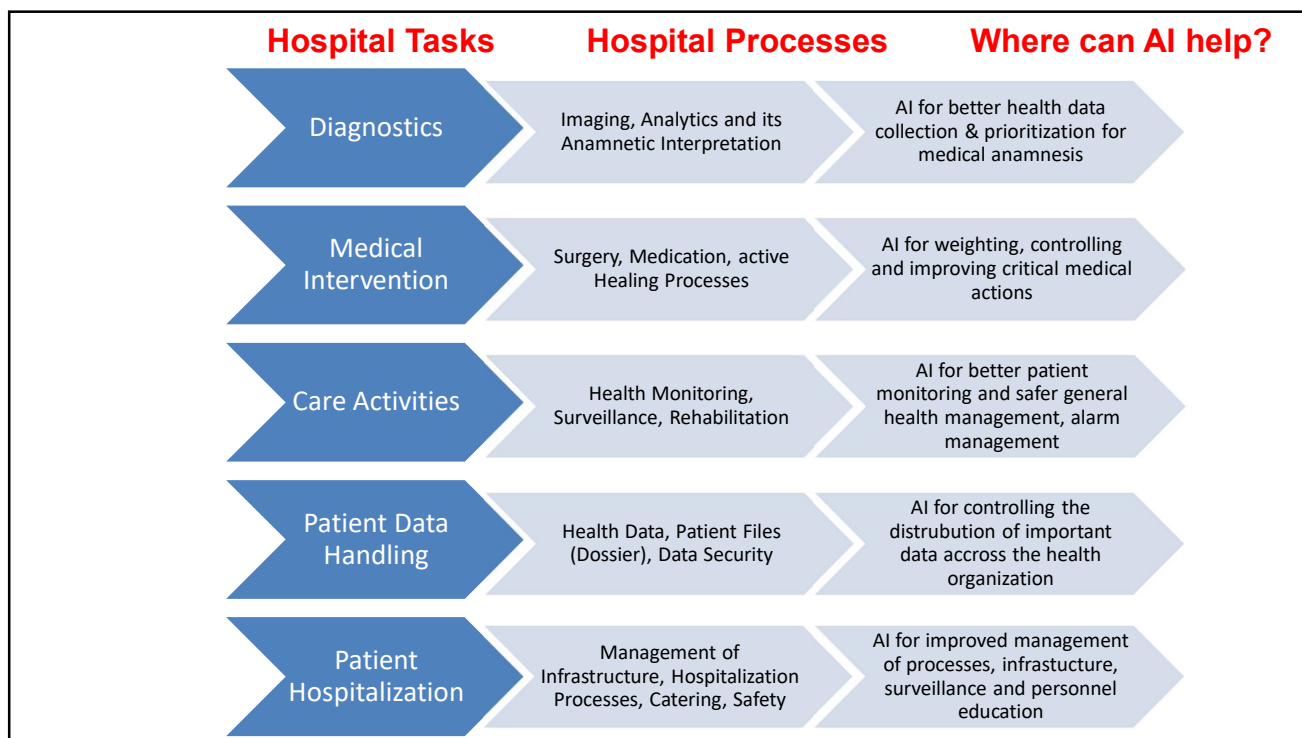 Hospital Tasks
Hospital Processes
Where can AI help?
Diagnostics
Imaging, Analytics and its
Anamnetic Interpretation
AI for better health data
collection & prioritization for
medical anamnesis
Medical
Intervention
Surgery, Medication, active
Healing Processes
AI for weighting, controlling
and improving critical medical
actions
Care Activities
Health Monitoring,
Surveillance, Rehabilitation
AI for better patient
monitoring and safer general
health management, alarm
management
Patient Data
Handling
Health Data, Patient Files
(Dossier), Data Security
AI for controlling the
distrubution of important
data accross the health
organization
Patient
Hospitalization
Management of
Infrastructure, Hospitalization
Processes, Catering, Safety
AI for improved management
of processes, infrastucture,
surveillance and personnel
education